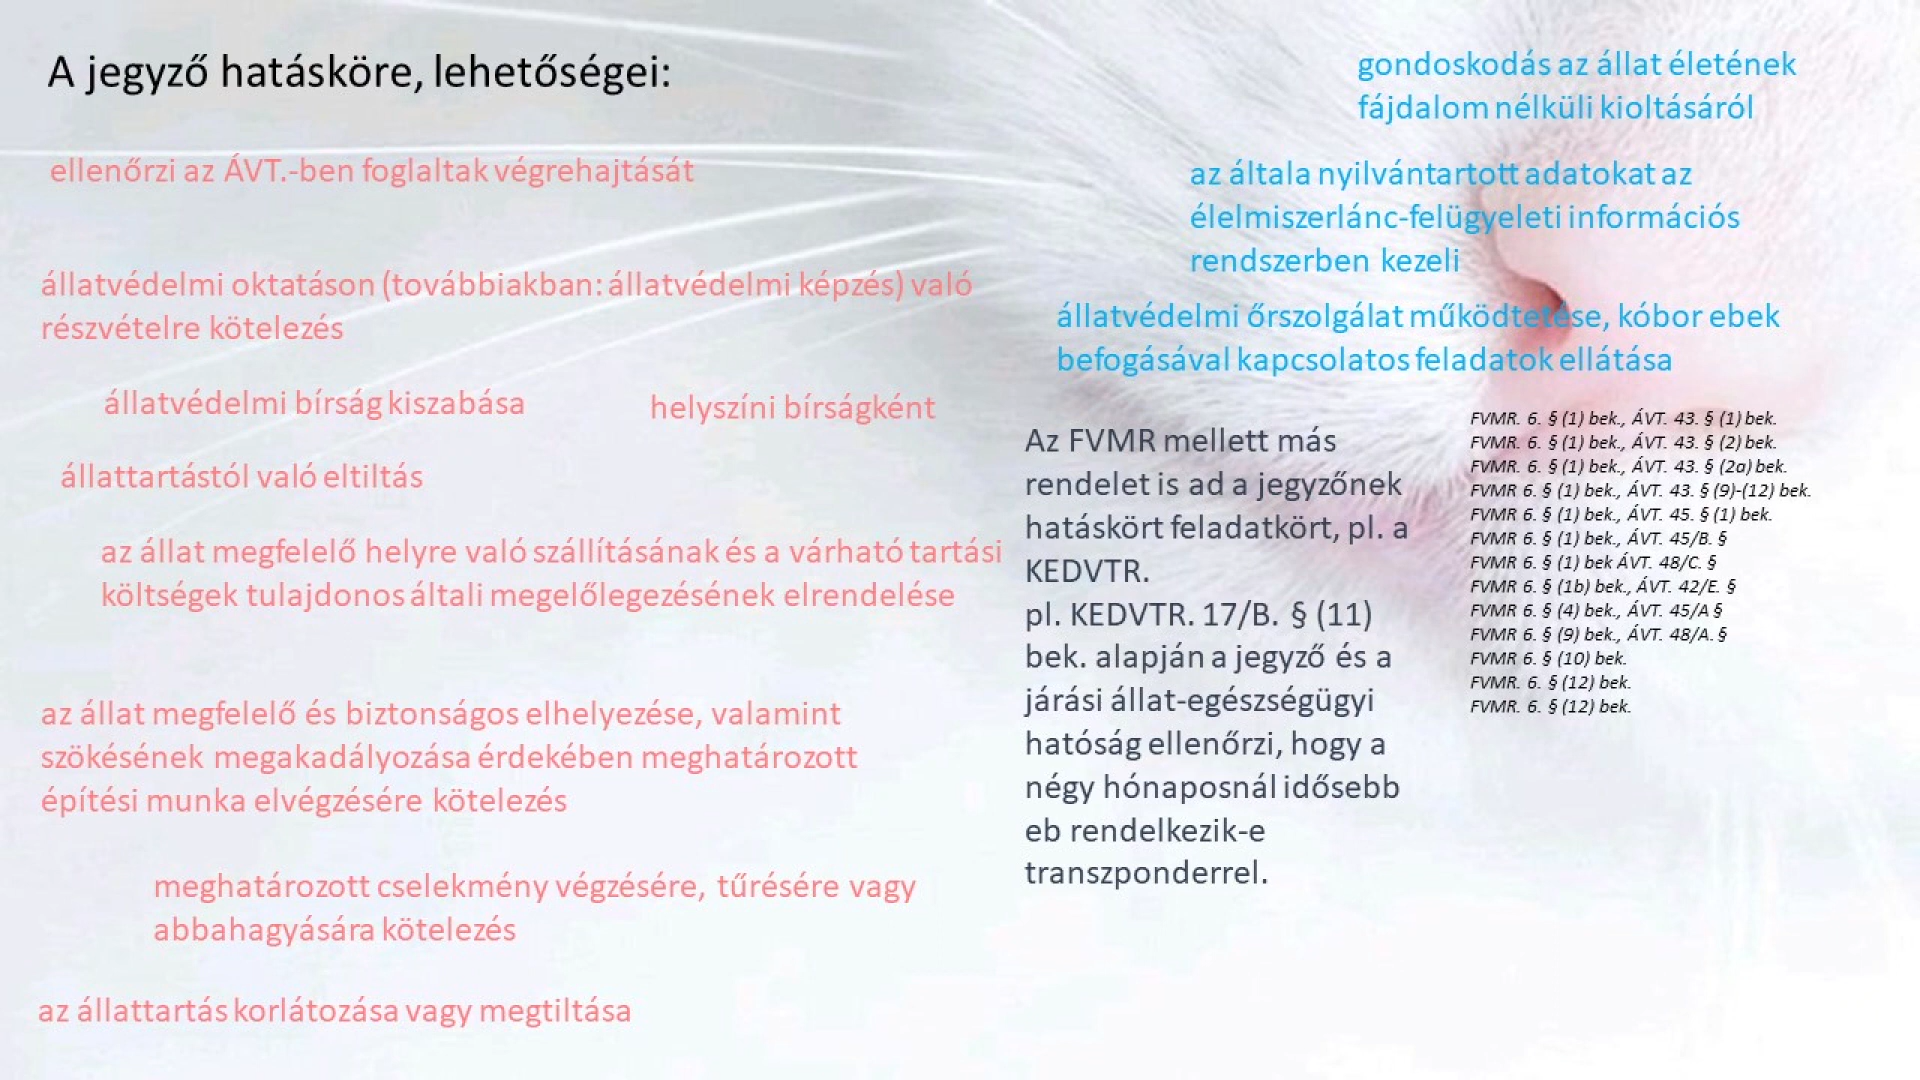 A jegyző hatásköre, lehetőségei:
ellenőrzi az ÁVT.-ben foglaltak végrehajtását
állatvédelmi oktatáson (továbbiakban: állatvédelmi képzés) való
részvételre kötelezés
állatvédelmi bírság kiszabása
helyszíni bírságként
állattartástól való eltiltás
az állat megfelelő helyre való szállításának és a várható tartási
költségek tulajdonos általi megelőlegezésének elrendelése
az állat megfelelő és biztonságos elhelyezése, valamint
szökésének megakadályozása érdekében meghatározott
építési munka elvégzésére kötelezés
meghatározott cselekmény végzésére, tűrésére vagy
abbahagyására kötelezés
az állattartás korlátozása vagy megtiltása
gondoskodás az állat életének
fájdalom nélküli kioltásáról
az általa nyilvántartott adatokat az
élelmiszerlánc-felügyeleti információs
rendszerben kezeli
állatvédelmi őrszolgálat működtetése, kóbor ebek
befogásával kapcsolatos feladatok ellátása
Az FVMR mellett más
rendelet is ad a jegyzőnek
hatáskört feladatkört, pl. a
KEDVTR.
pl. KEDVTR. 17/B. § (11)
bek. alapján a jegyző és a
járási állat-egészségügyi
hatóság ellenőrzi, hogy a
négy hónaposnál idősebb
eb rendelkezik-e
transzponderrel.
FVMR. 6. § (1) bek., ÁVT. 43. § (1) bek.
FVMR. 6. § (1) bek., ÁVT. 43. § (2) bek.
FVMR. 6. § (1) bek., ÁVT. 43. § (2a) bek.
FVMR 6. § (1) bek., ÁVT. 43. § (9)-(12) bek.
FVMR 6. § (1) bek., ÁVT. 45. § (1) bek.
FVMR 6. § (1) bek., ÁVT. 45/B. §
FVMR 6. § (1) bek ÁVT. 48/C. §
FVMR 6. § (1b) bek., ÁVT. 42/E. §
FVMR 6. § (4) bek., ÁVT. 45/A §
FVMR 6. § (9) bek., ÁVT. 48/A. §
FVMR 6. § (10) bek.
FVMR. 6. § (12) bek.
FVMR. 6. § (12) bek.